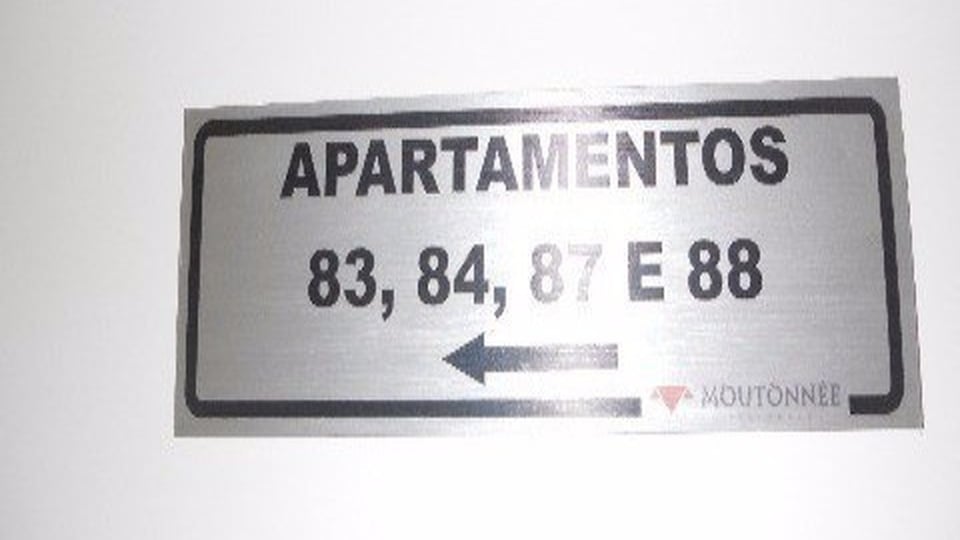 APARTAMENTOS
83, 84, 87 E 88
MOUTONNÉE